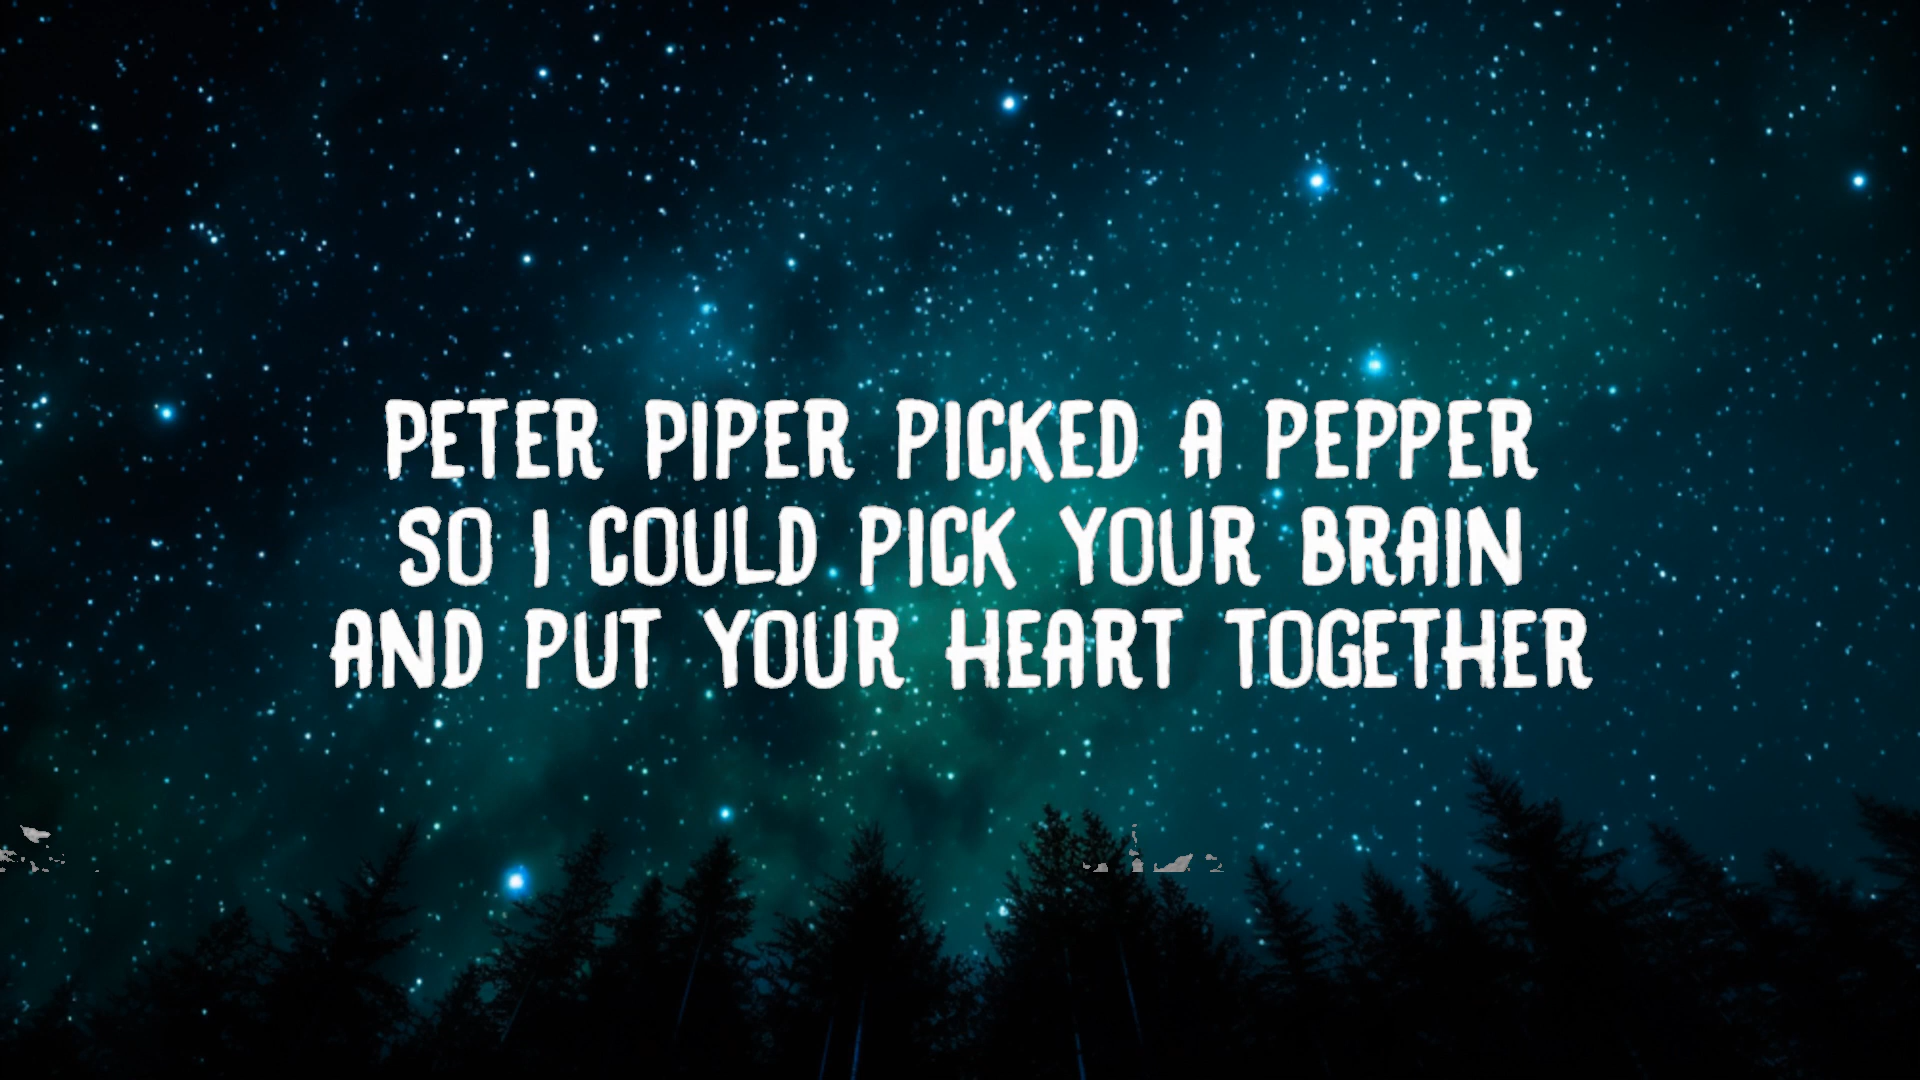 PETER PIPER PICKED A PEPPER
SO I COULD PICK YOUR BRAIN
AND PUT YOUR HEART TOGETHER